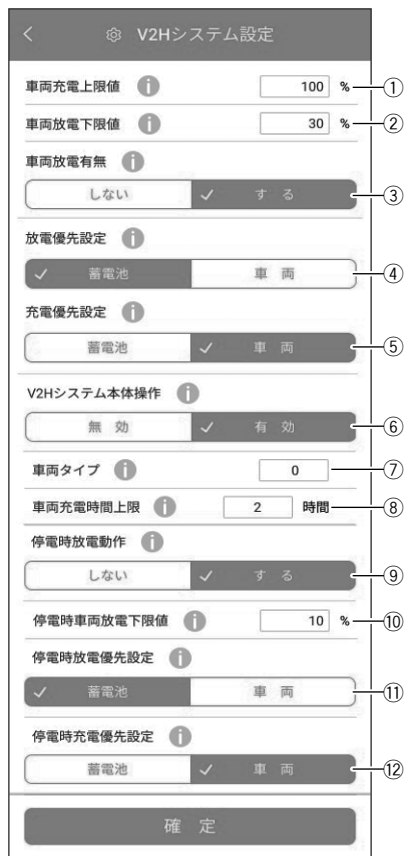 V2Hシステム設定
車両充電上限値 100 % ①
車両放電下限値 30 % ②
車両放電有無
しない ✓ する ③
放電優先設定
✓ 蓄電池 車両 ④
充電優先設定
蓄電池 ✓ 車両 ⑤
V2Hシステム本体操作
無効 ✓ 有効 ⑥
車両タイプ 0 ⑦
車両充電時間上限 2 時間 ⑧
停電時放電動作
しない ✓ する ⑨
停電時車両放電下限値 10 % ⑩
停電時放電優先設定
✓ 蓄電池 車両 ⑪
停電時充電優先設定
蓄電池 ✓ 車両 ⑫
確定